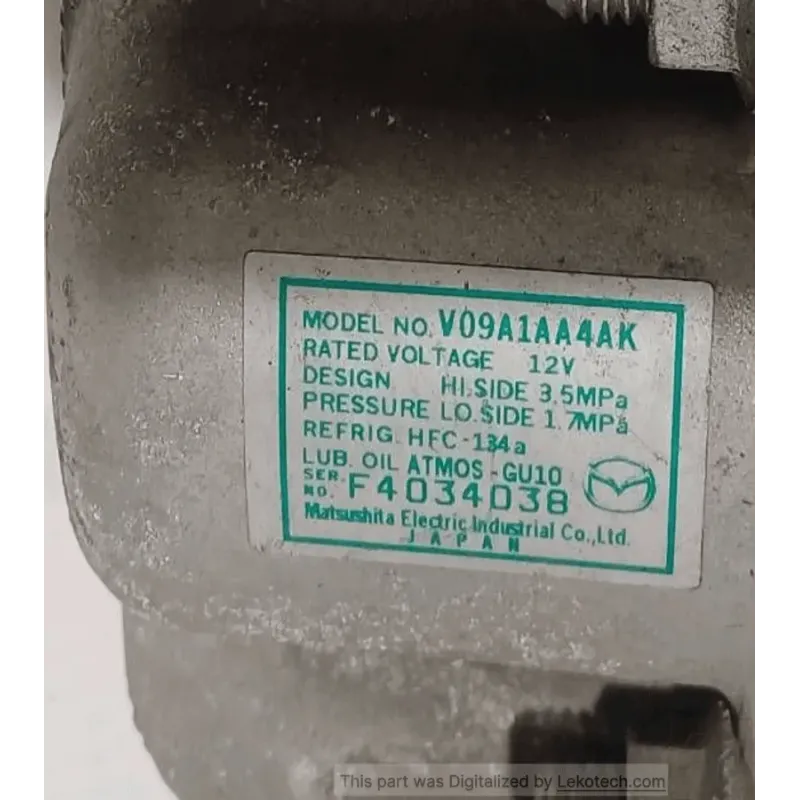 MODEL NO. V09A1AA4AK
RATED VOLTAGE 12V
DESIGN HI.SIDE 3.5MPa
PRESSURE LO.SIDE 1.7MPa
REFRIG. HFC-134a
LUB. OIL ATMOS-GU10
SER. NO. F4034038
Matsushita Electric Industrial Co.,Ltd.
JAPAN
This part was Digitalized by Lekotech.com